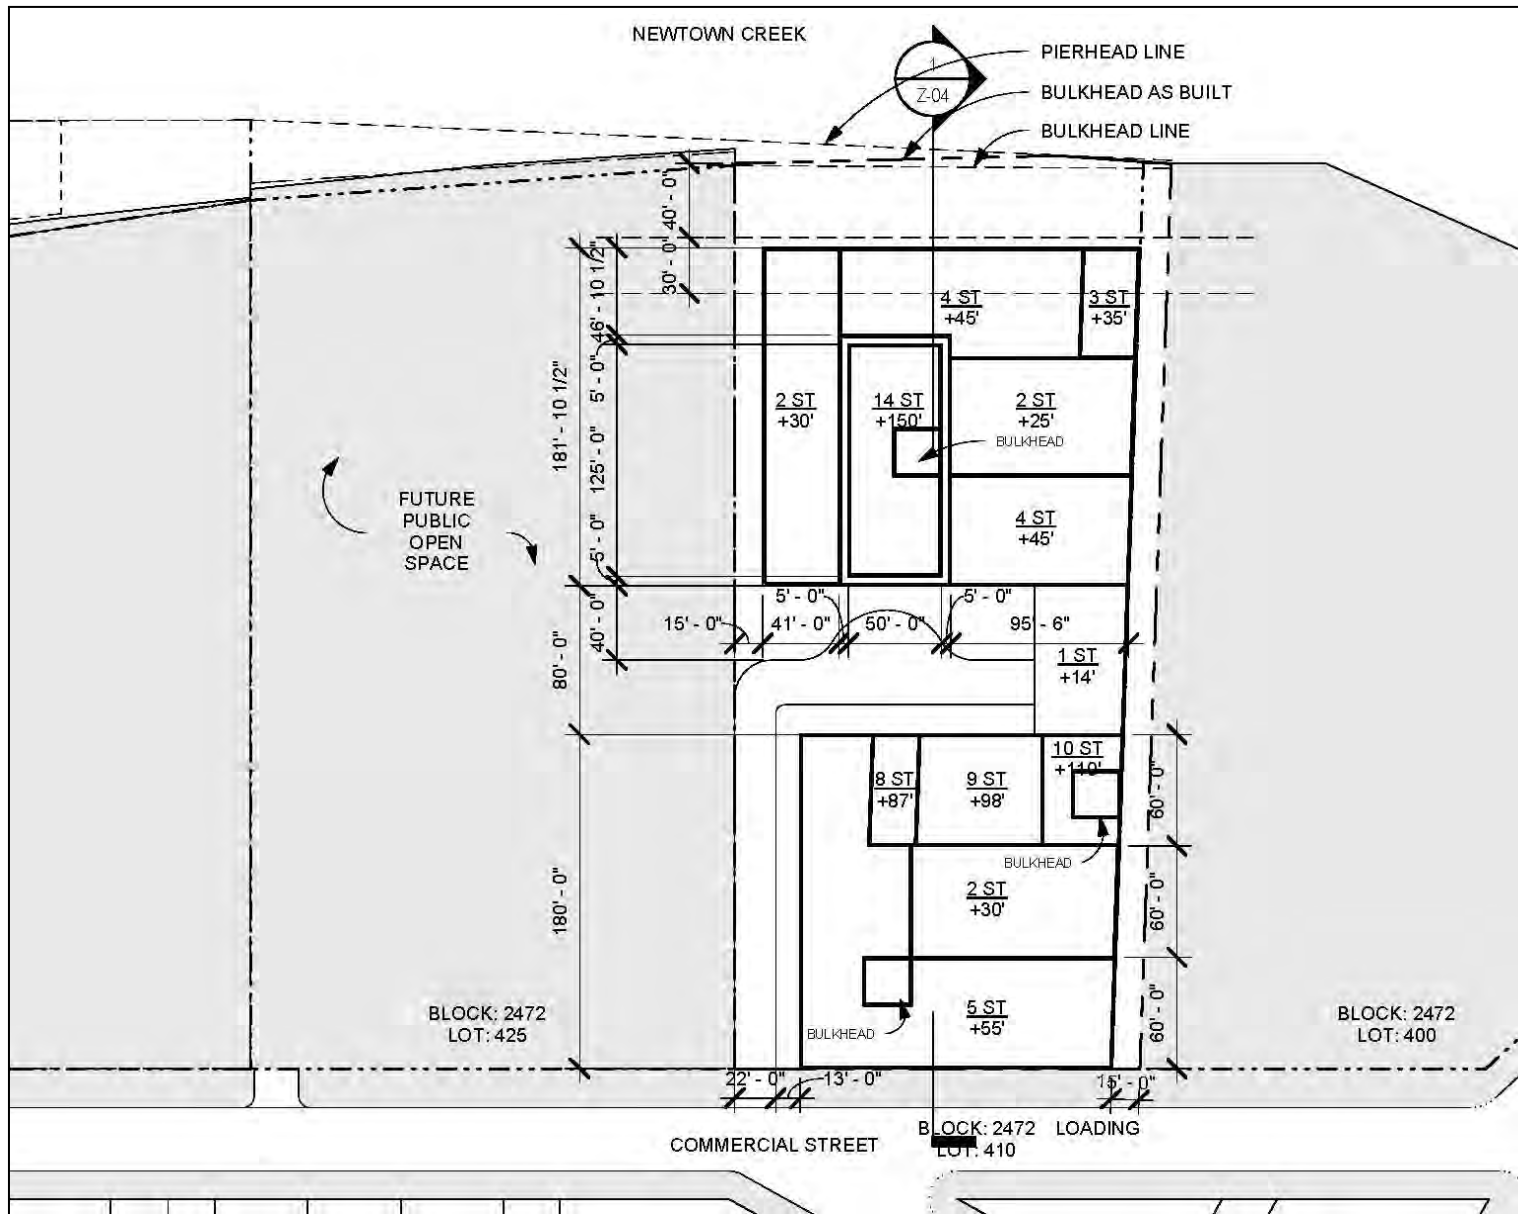 NEWTOWN CREEK
1
Z-04
PIERHEAD LINE
BULKHEAD AS BUILT
BULKHEAD LINE
40' - 0"
30' - 0"
46' - 10 1/2"
5' - 0"
125' - 0"
5' - 0"
40' - 0"
181' - 10 1/2"
80' - 0"
180' - 0"
4 ST
+45'
3 ST
+35'
2 ST
+30'
14 ST
+150'
2 ST
+25'
BULKHEAD
4 ST
+45'
FUTURE
PUBLIC
OPEN
SPACE
5' - 0"
5' - 0"
15' - 0"
41' - 0"
50' - 0"
95' - 6"
1 ST
+14'
8 ST
+87'
9 ST
+98'
10 ST
+110'
60' - 0"
BULKHEAD
2 ST
+30'
60' - 0"
5 ST
+55'
60' - 0"
BULKHEAD
BLOCK: 2472
LOT: 425
BLOCK: 2472
LOT: 400
22' - 0"
13' - 0"
15' - 0"
COMMERCIAL STREET
BLOCK: 2472
LOT: 410
LOADING